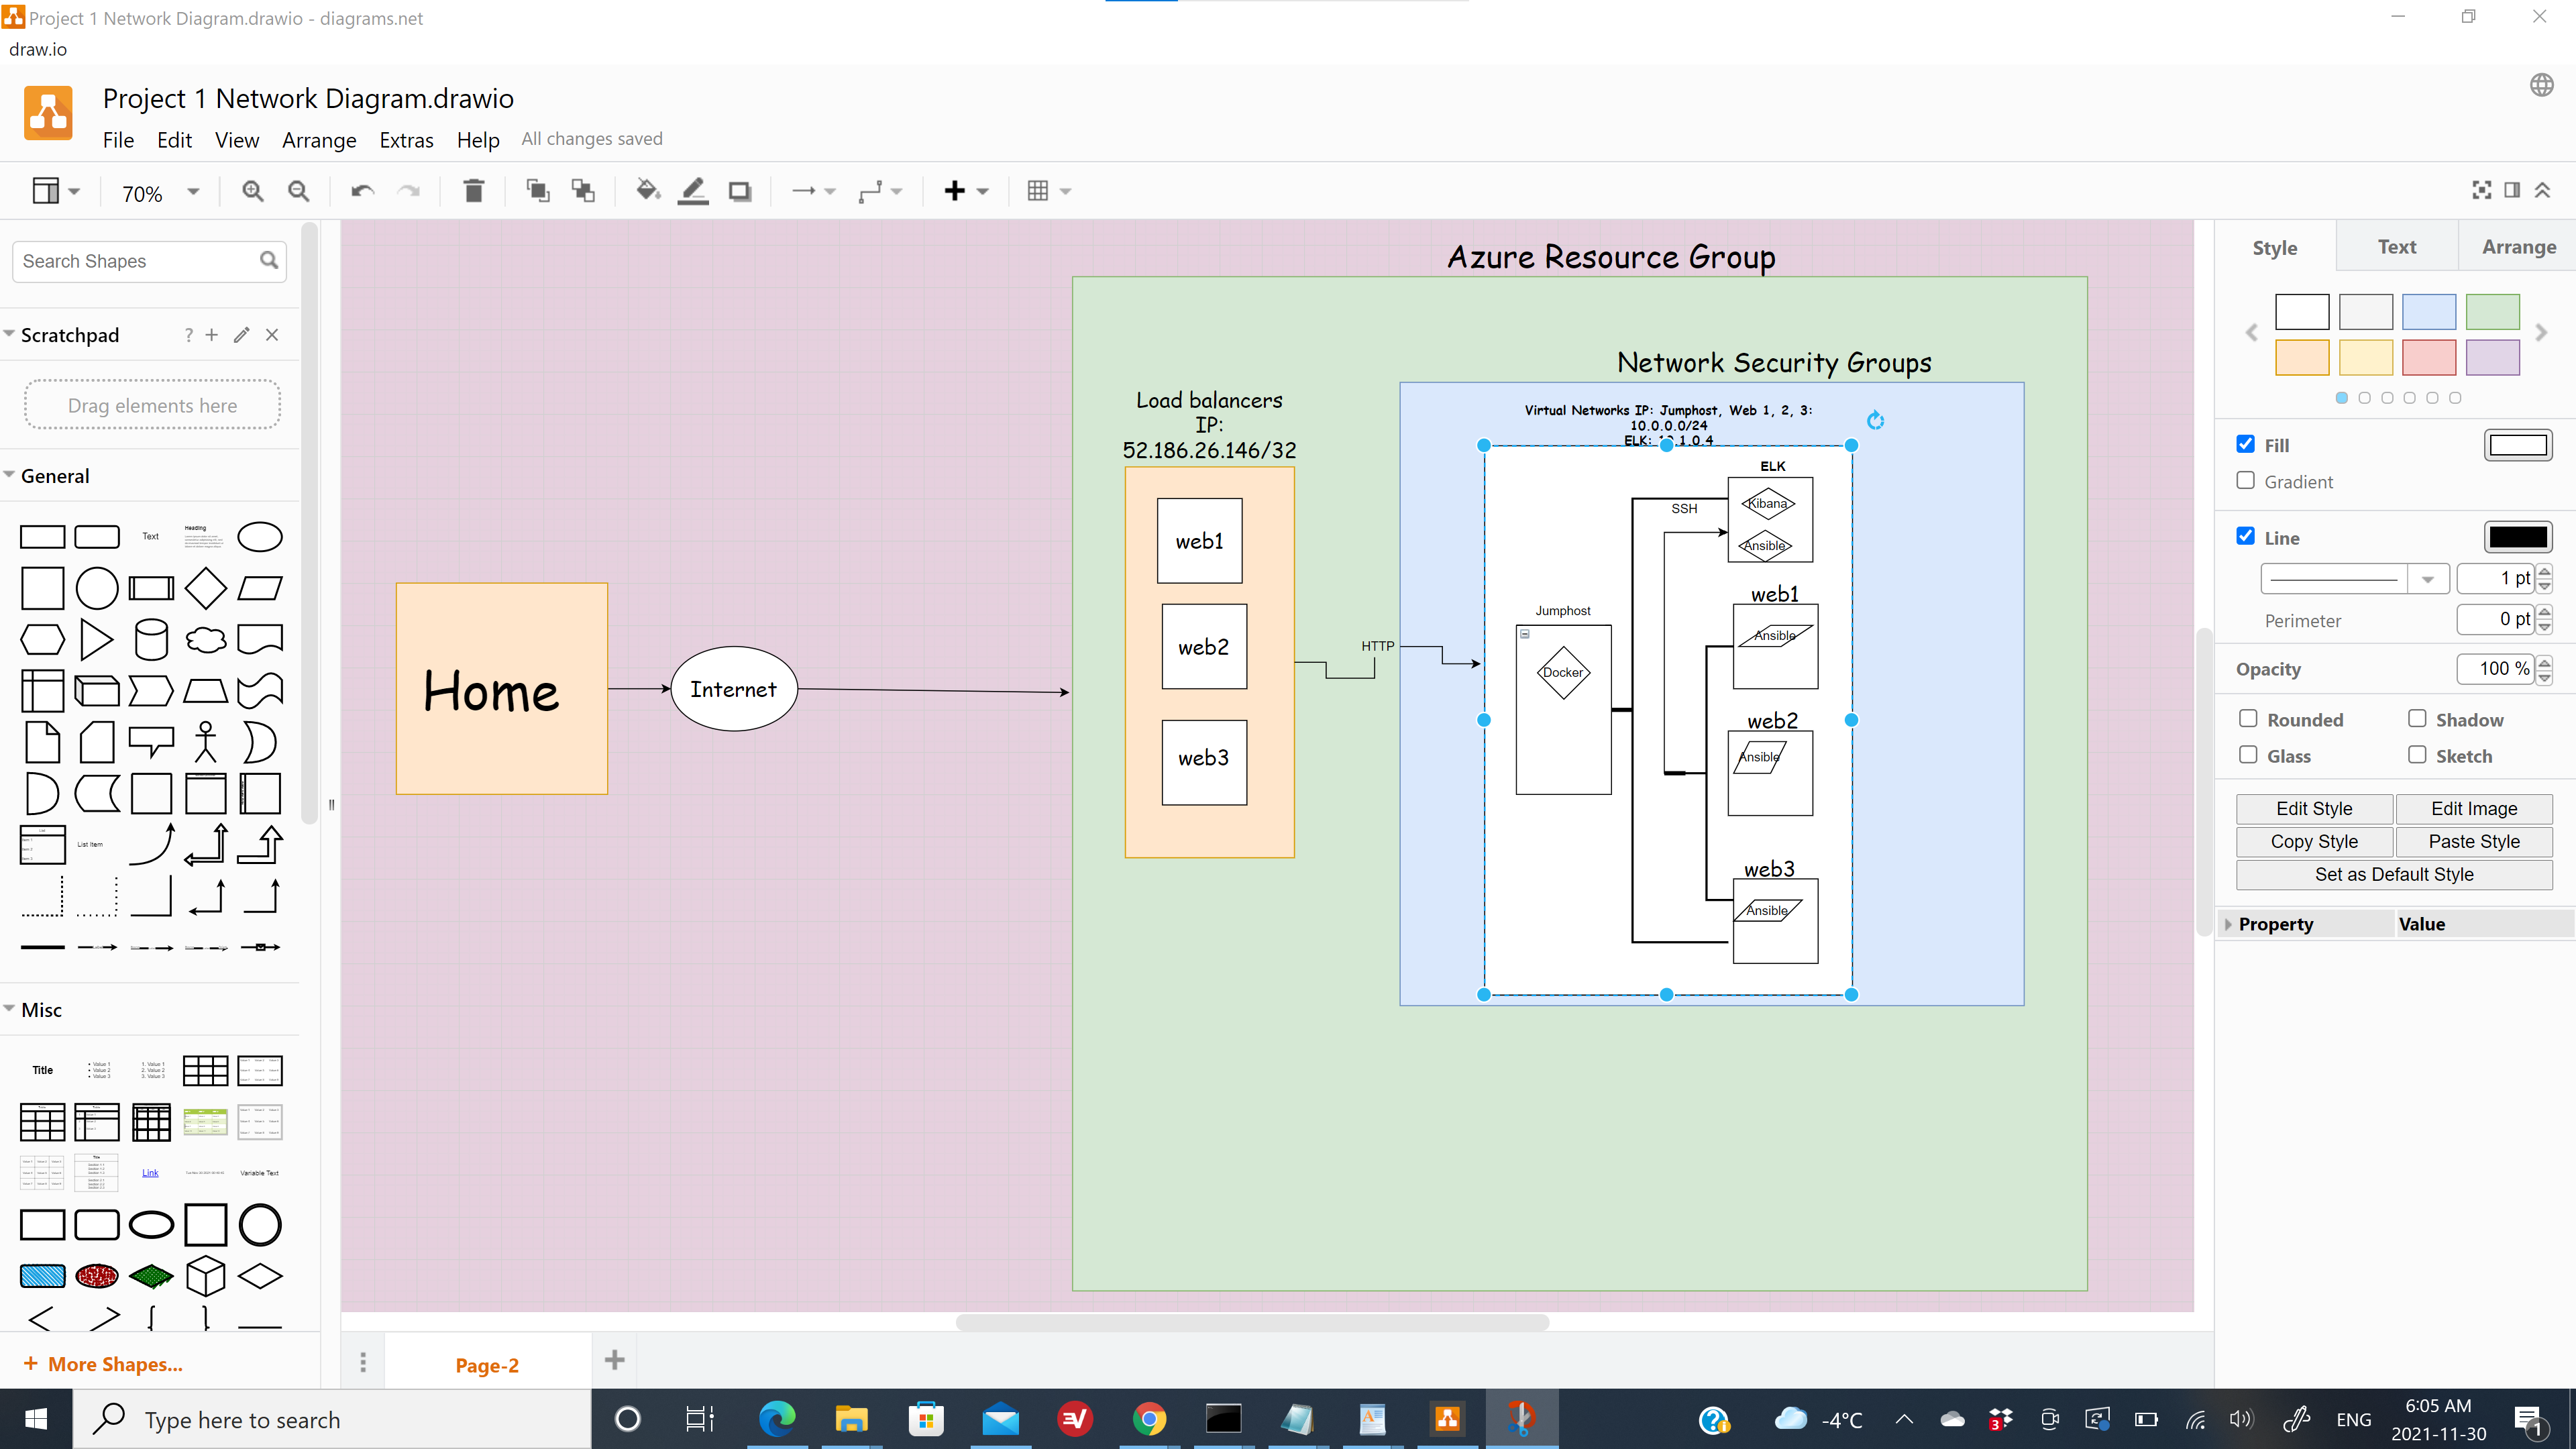 Project 1 Network Diagram.drawio - diagrams.net
draw.io
Project 1 Network Diagram.drawio
File Edit View Arrange Extras Help All changes saved
70%
Search Shapes
Scratchpad
?
Drag elements here
General
Text
Heading
List Item
Misc
Title
Link
Variable Text
+ More Shapes...
Azure Resource Group
Network Security Groups
Load balancers
IP:
52.186.26.146/32
web1
web2
web3
Home
Internet
HTTP
Virtual Networks IP: Jumphost, Web 1, 2, 3:
10.0.0.0/24
ELK:
ELK
SSH
Kibana
Ansible
Jumphost
Docker
web1
Ansible
web2
Ansible
web3
Ansible
Page-2
Style Text Arrange
Fill
Gradient
Line
1 pt
Perimeter
0 pt
Opacity
100 %
Rounded
Shadow
Glass
Sketch
Edit Style
Edit Image
Copy Style
Paste Style
Set as Default Style
Property
Value
Type here to search
-4°C
3
ENG
6:05 AM
2021-11-30
1